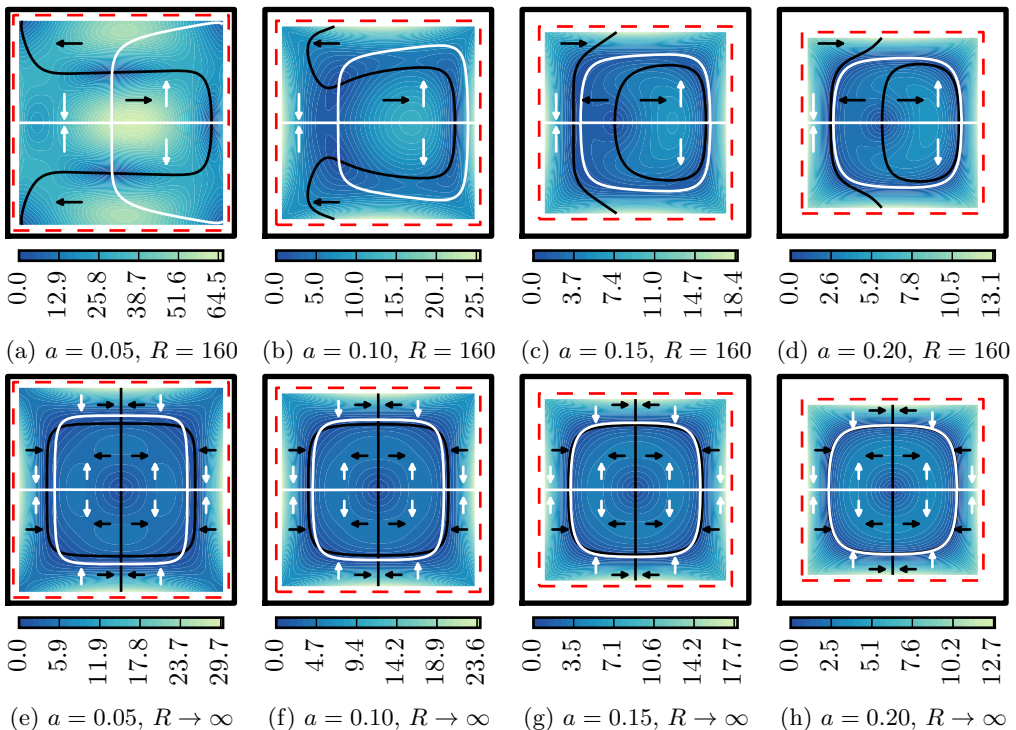 0.0 12.9 25.8 38.7 51.6 64.5
0.0 5.0 10.0 15.1 20.1 25.1
0.0 3.7 7.4 11.0 14.7 18.4
0.0 2.6 5.2 7.8 10.5 13.1
(a) a = 0.05, R = 160
(b) a = 0.10, R = 160
(c) a = 0.15, R = 160
(d) a = 0.20, R = 160
0.0 5.9 11.9 17.8 23.7 29.7
0.0 4.7 9.4 14.2 18.9 23.6
0.0 3.5 7.1 10.6 14.2 17.7
0.0 2.5 5.1 7.6 10.2 12.7
(e) a = 0.05, R → ∞
(f) a = 0.10, R → ∞
(g) a = 0.15, R → ∞
(h) a = 0.20, R → ∞